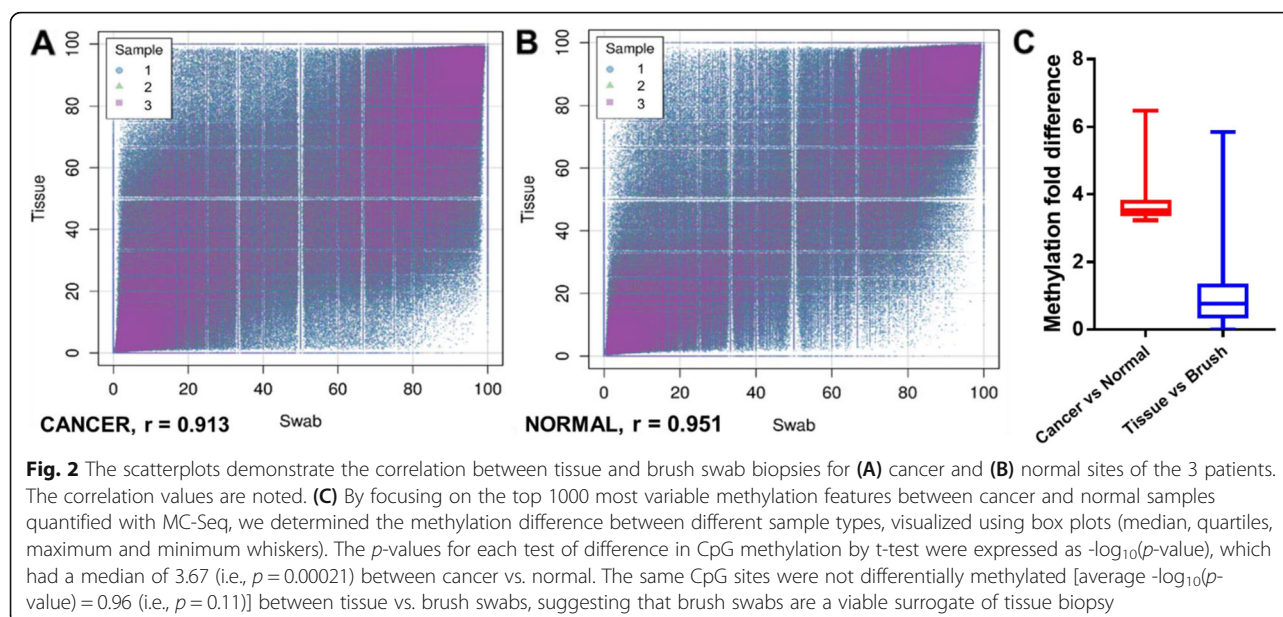 A
Sample
1
2
3
100
80
60
40
20
0
Tissue
0 20 40 60 80 100
Swab
CANCER, r = 0.913
B
Sample
1
2
3
100
80
60
40
20
0
Tissue
0 20 40 60 80 100
Swab
NORMAL, r = 0.951
C
Methylation fold difference
8
6
4
2
0
Cancer vs Normal
Tissue vs Brush
Fig. 2 The scatterplots demonstrate the correlation between tissue and brush swab biopsies for (A) cancer and (B) normal sites of the 3 patients.
The correlation values are noted. (C) By focusing on the top 1000 most variable methylation features between cancer and normal samples
quantified with MC-Seq, we determined the methylation difference between different sample types, visualized using box plots (median, quartiles,
maximum and minimum whiskers). The p-values for each test of difference in CpG methylation by t-test were expressed as -log₁₀(p-value), which
had a median of 3.67 (i.e., p = 0.00021) between cancer vs. normal. The same CpG sites were not differentially methylated [average -log₁₀(p-
value) = 0.96 (i.e., p = 0.11)] between tissue vs. brush swabs, suggesting that brush swabs are a viable surrogate of tissue biopsy